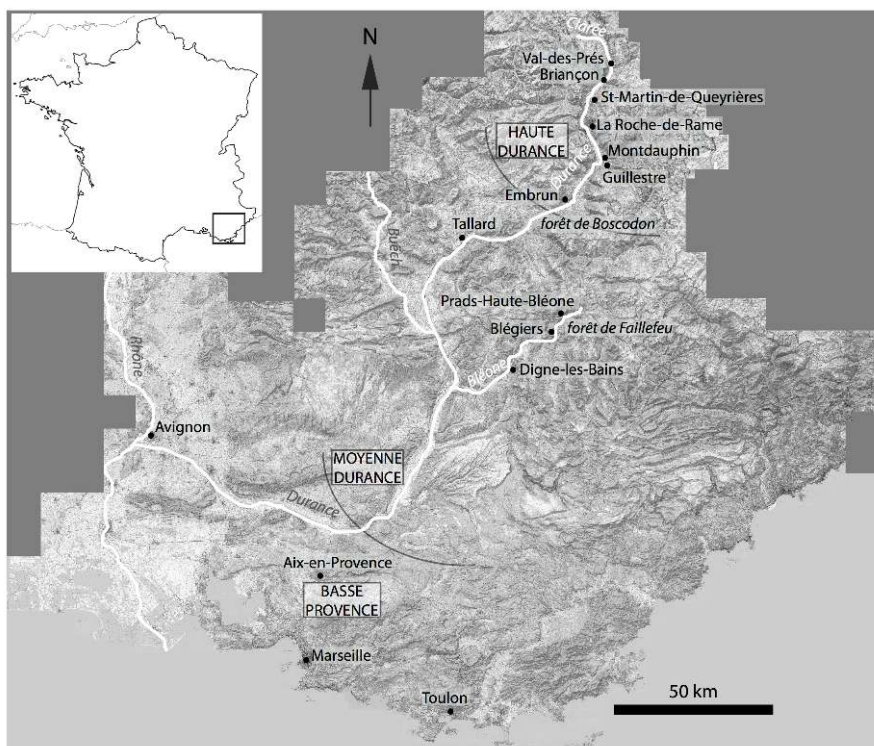 N
Clarée
Val-des-Prés
Briançon
St-Martin-de-Queyrières
La Roche-de-Rame
HAUTE
DURANCE
Montdauphin
Durance
Guillestre
Embrun
forêt de Boscodon
Tallard
Buëch
Prads-Haute-Bléone
Blégiers
forêt de Faillefeu
Rhône
Bléone
Digne-les-Bains
Avignon
MOYENNE
DURANCE
Durance
Aix-en-Provence
BASSE
PROVENCE
Marseille
50 km
Toulon